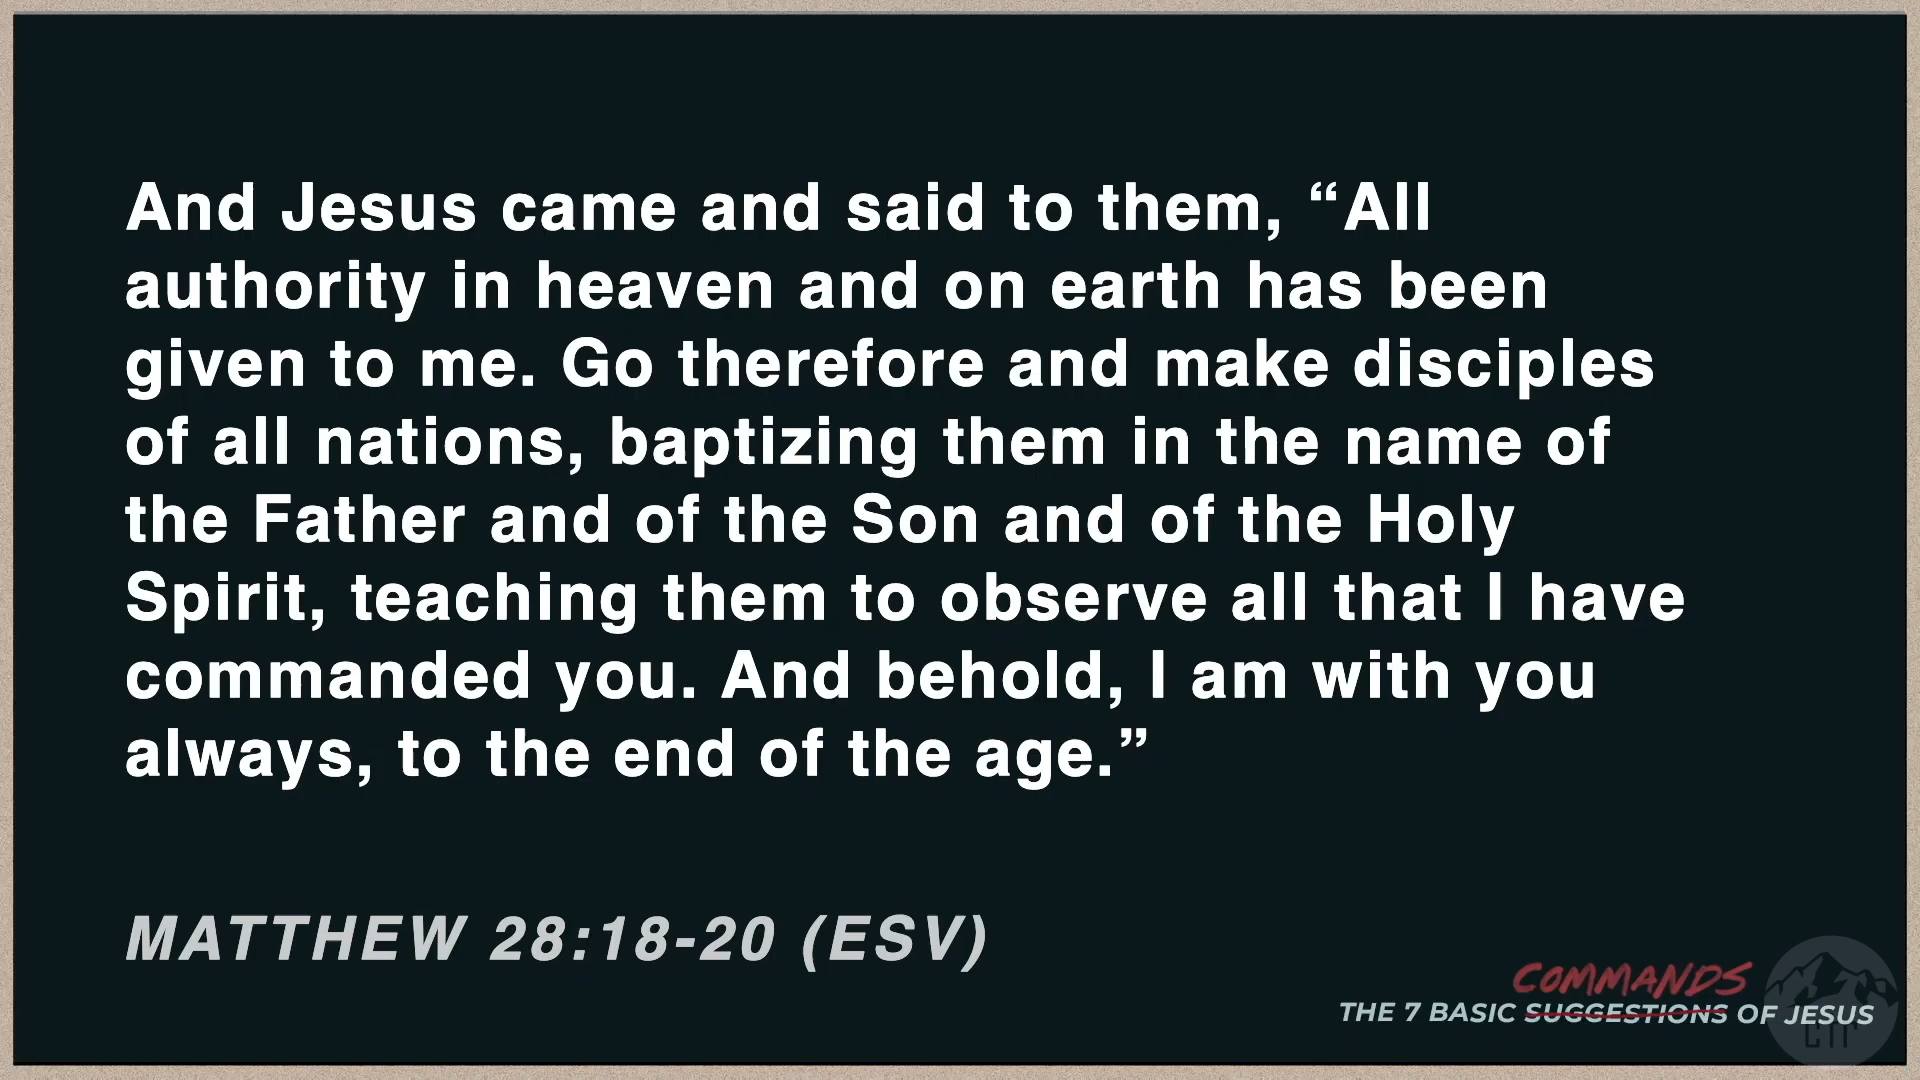 And Jesus came and said to them, “All
authority in heaven and on earth has been
given to me. Go therefore and make disciples
of all nations, baptizing them in the name of
the Father and of the Son and of the Holy
Spirit, teaching them to observe all that I have
commanded you. And behold, I am with you
always, to the end of the age.”
MATTHEW 28:18-20 (ESV)
COMMANDS
THE 7 BASIC SUGGESTIONS OF JESUS